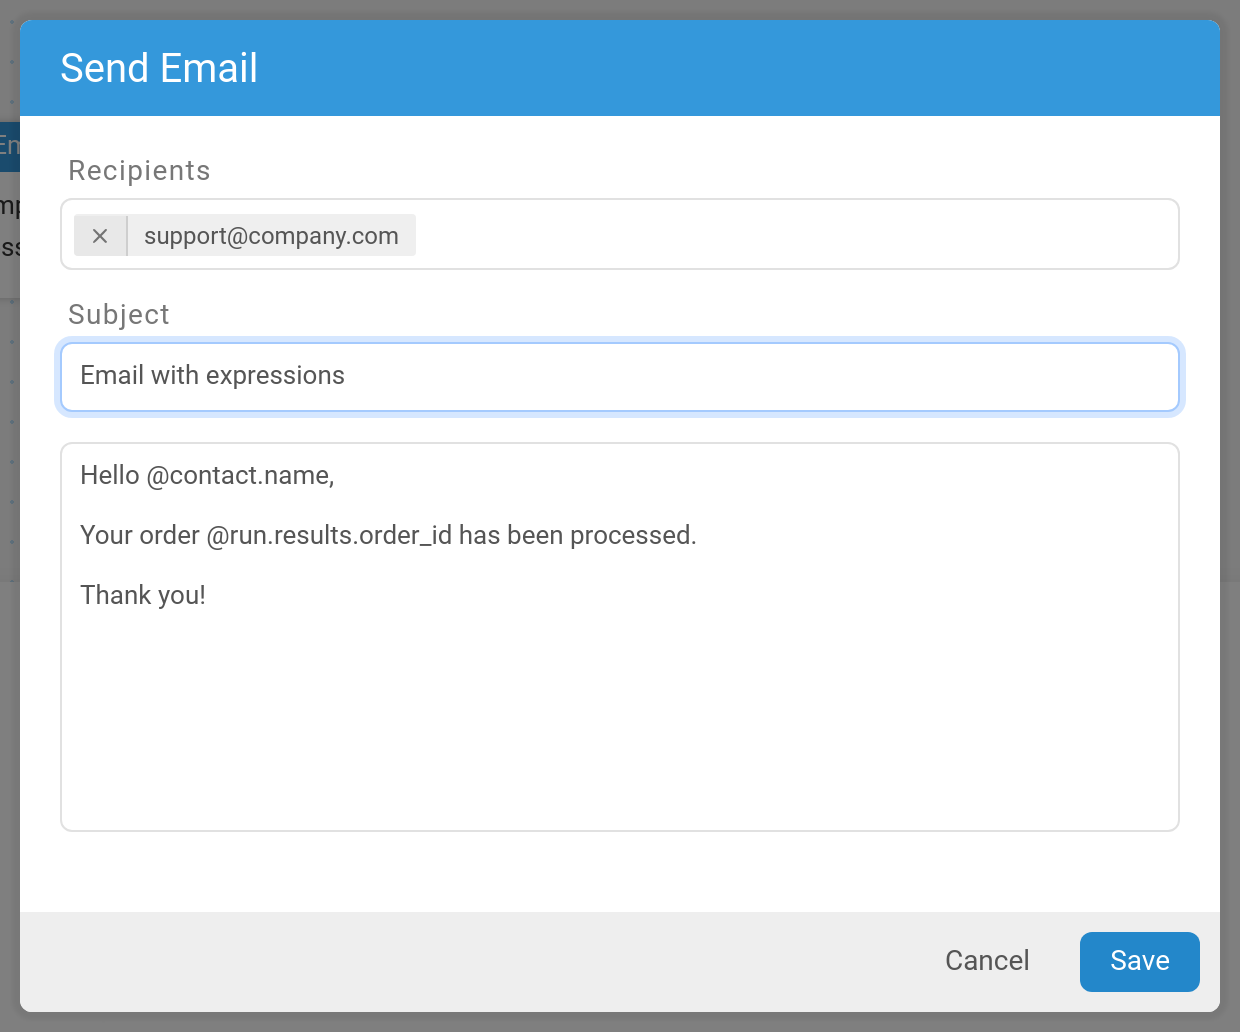 Send Email
Recipients
support@company.com
Subject
Email with expressions
Hello @contact.name,
Your order @run.results.order_id has been processed.
Thank you!
Cancel
Save